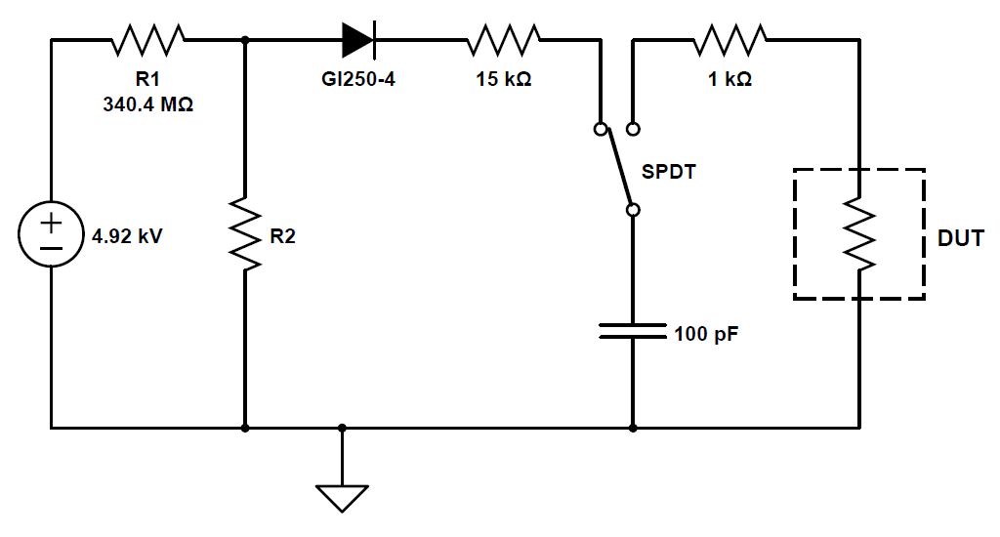 R1
340.4 MΩ
GI250-4
15 kΩ
1 kΩ
SPDT
4.92 kV
R2
DUT
100 pF